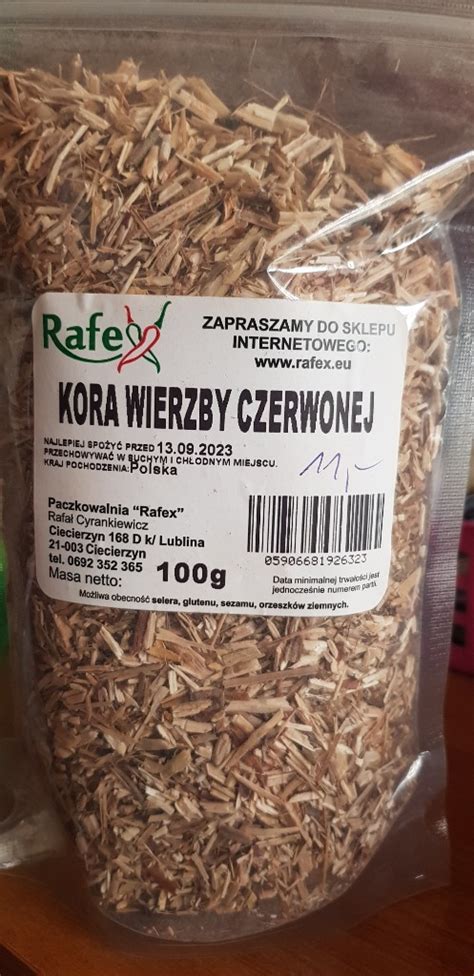 Rafex
ZAPRASZAMY DO SKLEPU
INTERNETOWEGO:
www.rafex.eu
KORA WIERZBY CZERWONEJ
NAJLEPIEJ SPOŻYĆ PRZED 13.09.2023
PRZECHOWYWAĆ W SUCHYM I CHŁODNYM MIEJSCU.
KRAJ POCHODZENIA: Polska
11,-
Paczkowalnia "Rafex"
Rafał Cyrankiewicz
Ciecierzyn 168 D k/ Lublina
21-003 Ciecierzyn
tel. 0692 352 365
Masa netto: 100g
05906681926323
Data minimalnej trwałości jest
jednocześnie numerem partii.
Możliwa obecność selera, glutenu, sezamu, orzeszków ziemnych.